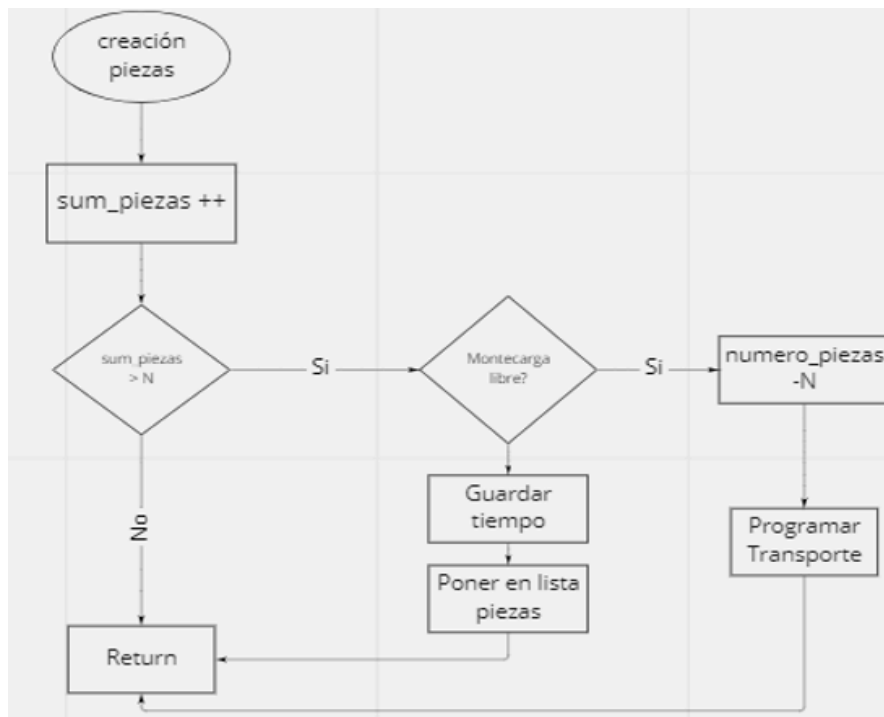 creación
piezas
sum_piezas ++
sum_piezas
> N
Si
Montecarga
libre?
Si
numero_piezas
-N
No
Guardar
tiempo
Programar
Transporte
Poner en lista
piezas
Return